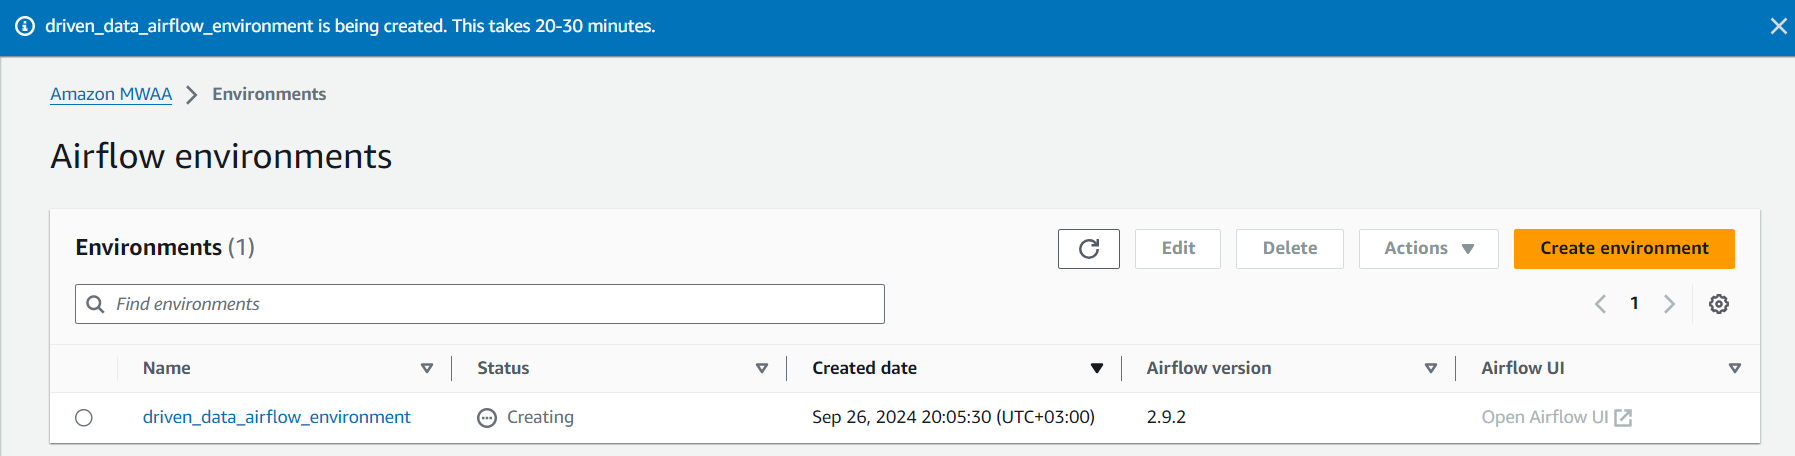 driven_data_airflow_environment is being created. This takes 20-30 minutes.
Amazon MWAA Environments
Airflow environments
Environments (1) Edit Delete Actions Create environment
Find environments 1
Name Status Created date Airflow version Airflow UI
driven_data_airflow_environment Creating Sep 26, 2024 20:05:30 (UTC+03:00) 2.9.2 Open Airflow UI